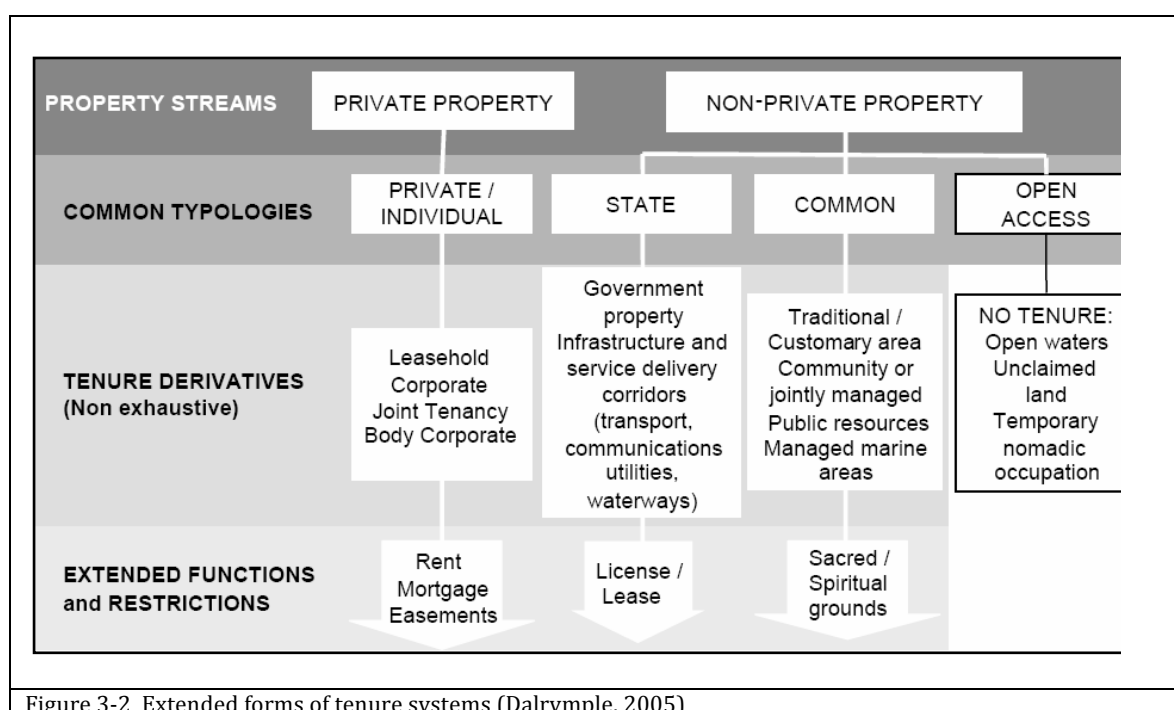 PROPERTY STREAMS
PRIVATE PROPERTY
NON-PRIVATE PROPERTY
COMMON TYPOLOGIES
PRIVATE /
INDIVIDUAL
STATE
COMMON
OPEN
ACCESS
TENURE DERIVATIVES
(Non exhaustive)
Leasehold
Corporate
Joint Tenancy
Body Corporate
Government
property
Infrastructure and
service delivery
corridors
(transport,
communications
utilities,
waterways)
Traditional /
Customary area
Community or
jointly managed
Public resources
Managed marine
areas
NO TENURE:
Open waters
Unclaimed
land
Temporary
nomadic
occupation
EXTENDED FUNCTIONS
and RESTRICTIONS
Rent
Mortgage
Easements
License /
Lease
Sacred /
Spiritual
grounds
Figure 3-2 Extended forms of tenure systems (Dalrymple, 2005)